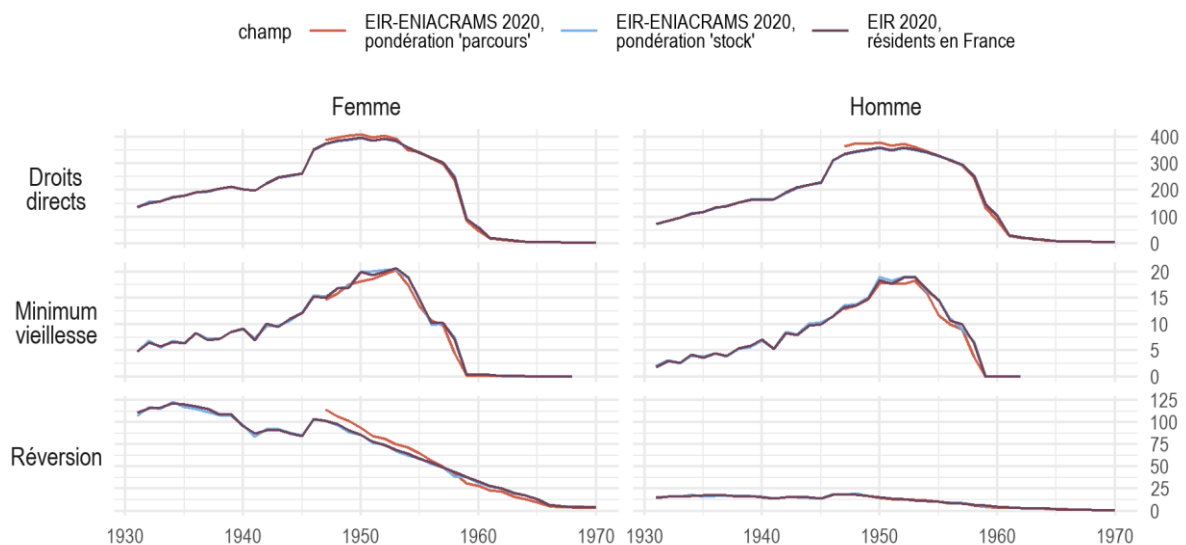 champ
EIR-ENIACRAMS 2020,
pondération 'parcours'
EIR-ENIACRAMS 2020,
pondération 'stock'
EIR 2020,
résidents en France
Femme
Homme
Droits
directs
400
300
200
100
0
Minimum
vieillesse
20
15
10
5
0
Réversion
125
100
75
50
25
0
1930
1940
1950
1960
1970
1930
1940
1950
1960
1970